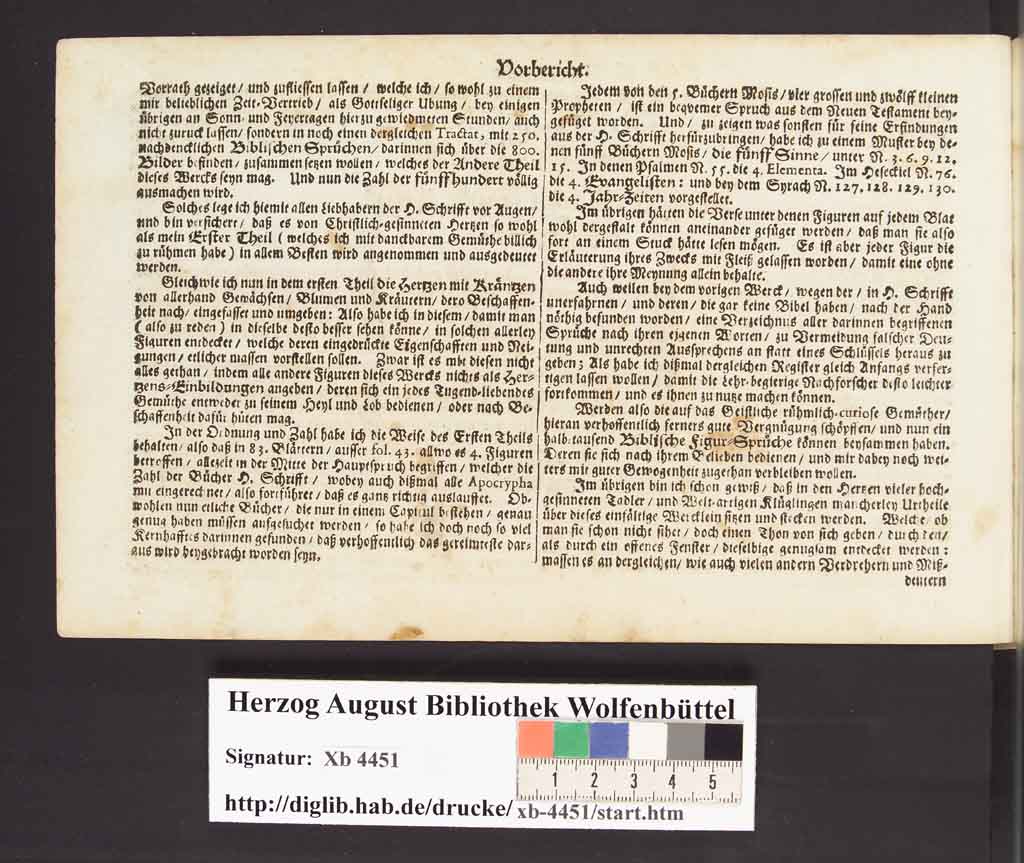 Vorbericht.
Vorrath gezeiget / und zufliessen lassen / welche ich / so wohl zu einem
mir belieblichen Zeit-Vertrieb / als Gottseliger Ubung / bey einigen
übrigen an Sonn- und Feyertagen hierzu gewiedmeten Stunden / auch
nicht zuruck lassen / sondern in noch einen dergleichen Tractat, mit 250.
nachdencklichen Biblischen Sprüchen / darinnen sich über die 800.
Bilder befinden / zusammen setzen wollen / welches der Andere Theil
dieses Wercks seyn mag. Und nun die Zahl der fünffhundert völlig
ausmachen wird.
Solches lege ich hiemit allen Liebhabern der H. Schrifft vor Augen /
und bin versichert / daß es von Christlich-gesinneten Hertzen so wohl
als mein Erster Theil ( welches ich mit danckbarem Gemüthe billich
zu rühmen habe ) in allem Besten wird angenommen und ausgedeutet
werden.
Gleichwie ich nun in dem ersten Theil die Hertzen mit Kräntzen
von allerhand Gewächsen / Blumen und Kräutern / dero Beschaffen-
heit nach / eingefasset und umgeben: Also habe ich in diesem / damit man
( also zu reden ) in dieselbe desto besser sehen könne / in solchen allerley
Figuren entdecket / welche deren eingedrückte Eigenschafften und Nei-
gungen / etlicher massen vorstellen sollen. Zwar ist es mit diesen nicht
alles gethan / indem alle andere Figuren dieses Wercks nichts als Her-
tzens-Einbildungen angeben / deren sich ein jedes Tugend-liebendes
Gemüthe entweder zu seinem Heyl und Lob bedienen / oder nach Be-
schaffenheit dafür hüten mag.
In der Ordnung und Zahl habe ich die Weise des Ersten Theils
behalten / also daß in 83. Blättern / ausser fol. 43. allwo es 4. Figuren
betroffen / allezeit in der Mitte der Hauptspruch begriffen / welcher die
Zahl der Bücher H. Schrifft / wobey auch dißmal alle Apocrypha
mit eingerechnet / also fortführet / daß es gantz richtig auslauffet. Ob-
wohlen nun etliche Bücher / die nur in einem Capitul bestehen / genau
genug haben müssen aufgesuchet werden / so habe ich doch noch so viel
Kernhafftes darinnen gefunden / daß verhoffentlich das gereimteste dar-
aus wird beygebracht worden seyn.
Jedem von den 5. Büchern Mosis / vier grossen und zwölff kleinen
Propheten / ist ein beqvemer Spruch aus dem Neuen Testament bey-
gefüget worden. Und / zu zeigen was sonsten für seine Erfindungen
aus der H. Schrifft herfürzubringen / habe ich zu einem Muster bey de-
nen fünff Büchern Mosis / die fünff Sinne / unter N. 3. 6. 9. 12.
15. In denen Psalmen N. 55. die 4. Elementa. Im Heseckiel N. 76.
die 4. Evangelisten: und bey dem Syrach N. 127. 128. 129. 130.
die 4. Jahr-Zeiten vorgestellet.
Im übrigen hätten die Verse unter denen Figuren auf jedem Blat
wohl dergestalt können aneinander gefüget werden / daß man sie also
fort an einem Stuck hätte lesen mögen. Es ist aber jeder Figur die
Erläuterung ihres Zwecks mit Fleiß gelassen worden / damit eine ohne
die andere ihre Meynung allein behalte.
Auch weilen bey dem vorigen Werck / wegen der / in H. Schrifft
unerfahrnen / und deren / die gar keine Bibel haben / nach der Hand
nöthig befunden worden / eine Verzeichnus aller darinnen begriffenen
Sprüche nach ihren eigenen Worten / zu Vermeidung falscher Deu-
tung und unrechten Aussprechens an statt eines Schlüssels heraus zu
geben; Als habe ich dißmal dergleichen Register gleich Anfangs verfer-
tigen lassen wollen / damit die Lehr-begierige Nachforscher desto leichter
fortkommen / und es ihnen zu nutze machen können.
Werden also die auf das Geistliche rühmlich-curiose Gemüther /
hieran verhoffentlich ferners gute Vergnügung schöpffen / und nun ein
halb-tausend Biblische Figur-Sprüche können beysammen haben.
Deren sie sich nach ihrem Belieben bedienen / und mir dabey noch wei-
ters mit guter Gewogenheit zugethan verbleiben wollen.
Im übrigen bin ich schon gewiß / daß in den Hertzen vieler hoch-
gesinneten Tadler / und Welt-artigen Klüglingen mancherley Urtheile
über dieses einfältige Wercklein sitzen und stecken werden. Welche / ob
man sie schon nicht sihet / doch einen Thon von sich geben / durch den /
als durch ein offenes Fenster / dieselbige genugsam entdecket werden:
massen es an dergleichen / wie auch vielen andern Verdrehern und Miß-
deutern
Herzog August Bibliothek Wolfenbüttel
Signatur: Xb 4451
1 2 3 4 5
http://diglib.hab.de/drucke/xb-4451/start.htm